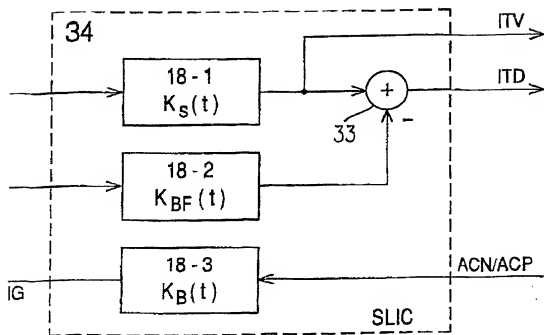 34
ITV
18-1
K_S(t)
ITD
33
+
-
18-2
K_BF(t)
18-3
K_B(t)
ACN/ACP
IG
SLIC